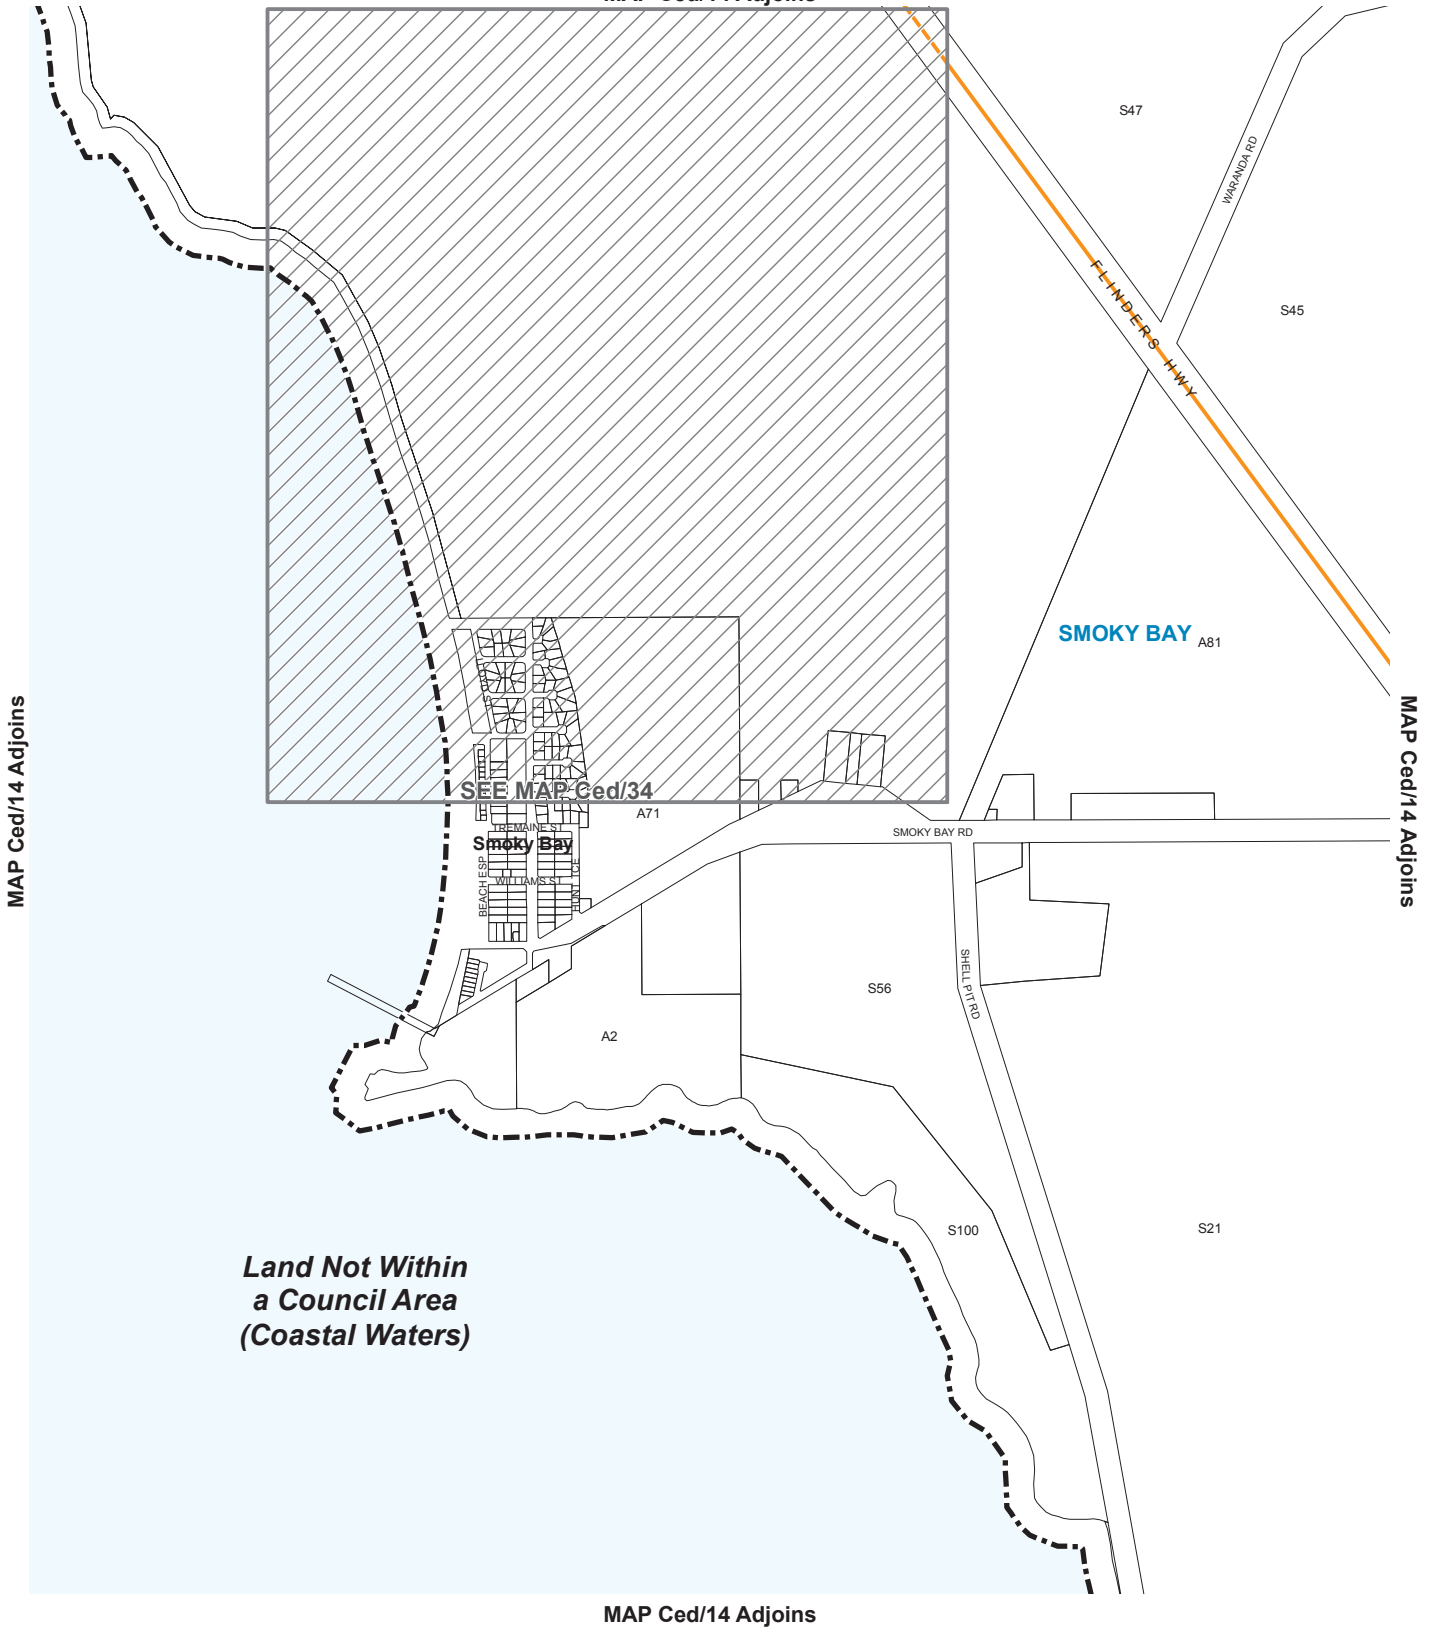 MAP Ced/14 Adjoins
S47
WARANDA RD
S45
FLINDERS HWY
SMOKY BAY
A81
MAP Ced/14 Adjoins
MAP Ced/14 Adjoins
SEE MAP Ced/34
A71
TREMAINE ST
Smoky Bay
SMOKY BAY RD
BEACH ESP
WILLIAMS ST
HUNT TCE
SHELL PIT RD
S56
A2
S100
S21
Land Not Within
a Council Area
(Coastal Waters)
MAP Ced/14 Adjoins